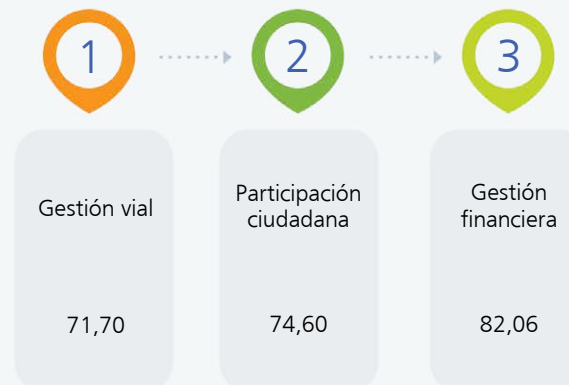 1
2
3
Gestión vial
71,70
Participación
ciudadana
74,60
Gestión
financiera
82,06